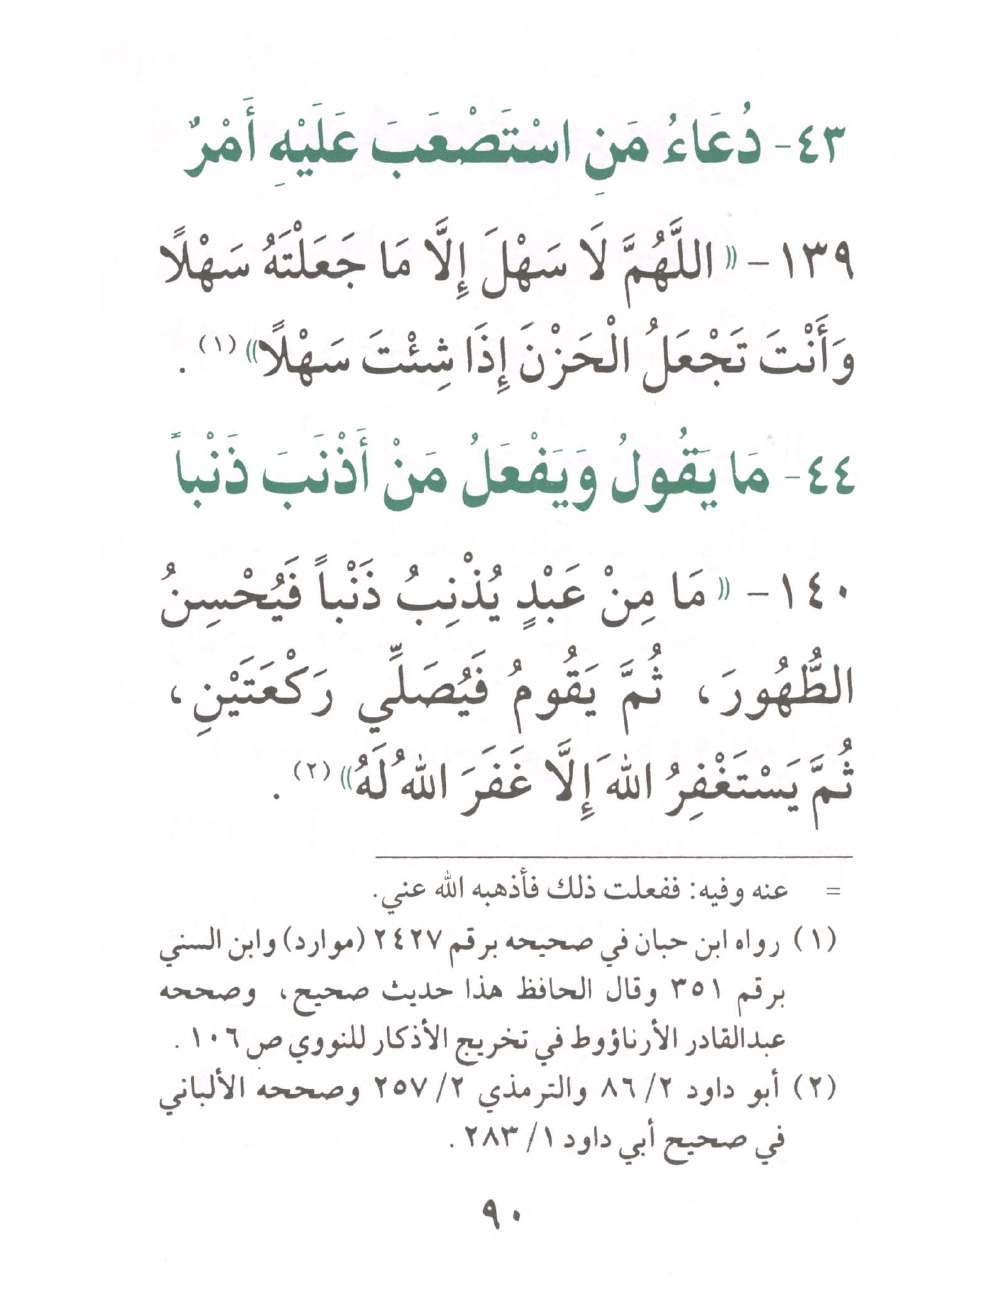 ٤٣- دُعَاءُ مَنِ اسْتَصْعَبَ عَلَيْهِ أَمْرٌ
١٣٩ - «اللَّهُمَّ لَا سَهْلَ إِلَّا مَا جَعَلْتَهُ سَهْلًا
وَأَنْتَ تَجْعَلُ الْحَزْنَ إِذَا شِئْتَ سَهْلًا» (١) .
٤٤- مَا يَقُولُ وَيَفْعَلُ مَنْ أَذْنَبَ ذَنْباً
١٤٠ - «مَا مِنْ عَبْدٍ يُذْنِبُ ذَنْباً فَيُحْسِنُ
الطُّهُورَ، ثُمَّ يَقُومُ فَيُصَلِّي رَكْعَتَيْنِ،
ثُمَّ يَسْتَغْفِرُ اللهَ إِلَّا غَفَرَ اللهُ لَهُ» (٢) .
= عنه وفيه: ففعلت ذلك فأذهبه الله عني.
(١) رواه ابن حبان في صحيحه برقم ٢٤٢٧ (موارد) وابن السني
برقم ٣٥١ وقال الحافظ هذا حديث صحيح، وصححه
عبدالقادر الأرناؤوط في تخريج الأذكار للنووي ص ١٠٦ .
(٢) أبو داود ٢/ ٨٦ والترمذي ٢/ ٢٥٧ وصححه الألباني
في صحيح أبي داود ١/ ٢٨٣ .
٩٠